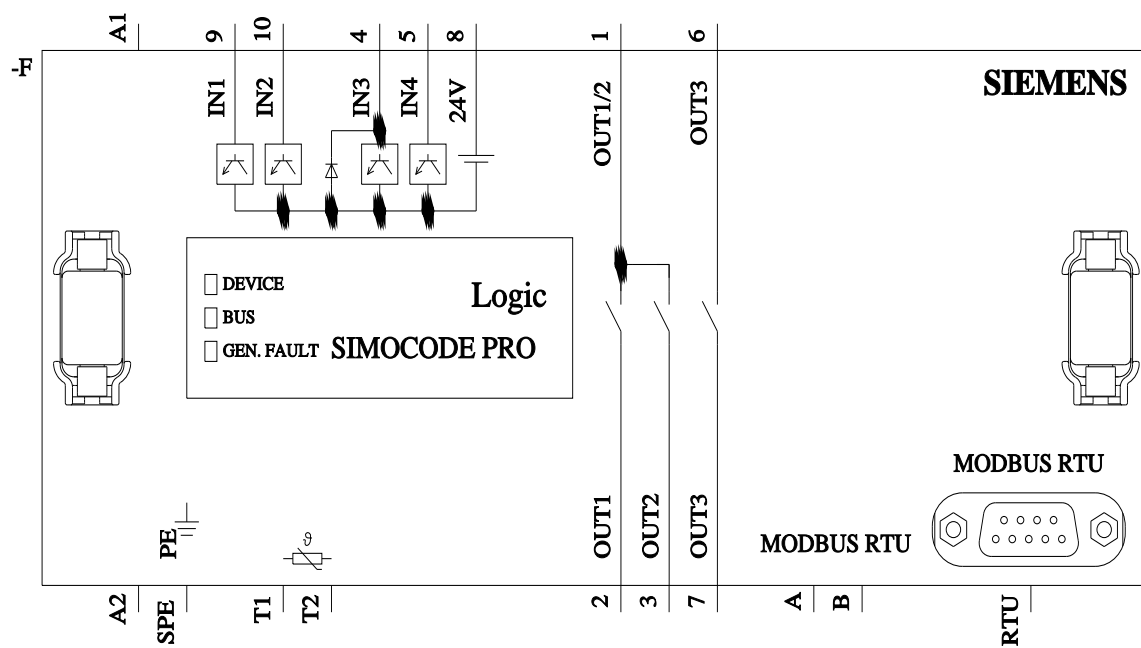 A1
9
10
4
5
8
1
6
-F
SIEMENS
IN1
IN2
IN3
IN4
24V
OUT1/2
OUT3
DEVICE
BUS
GEN. FAULT
Logic
SIMOCODE PRO
MODBUS RTU
PE
ϑ
OUT1
OUT2
OUT3
MODBUS RTU
A2
SPE
T1
T2
2
3
7
A
B
RTU